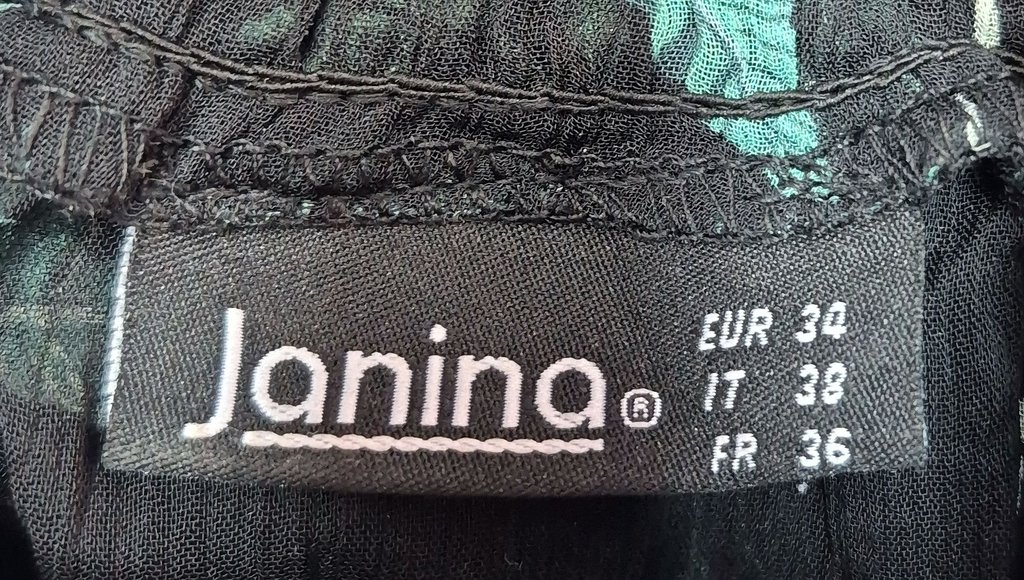 Janina®
EUR 34
IT 38
FR 36